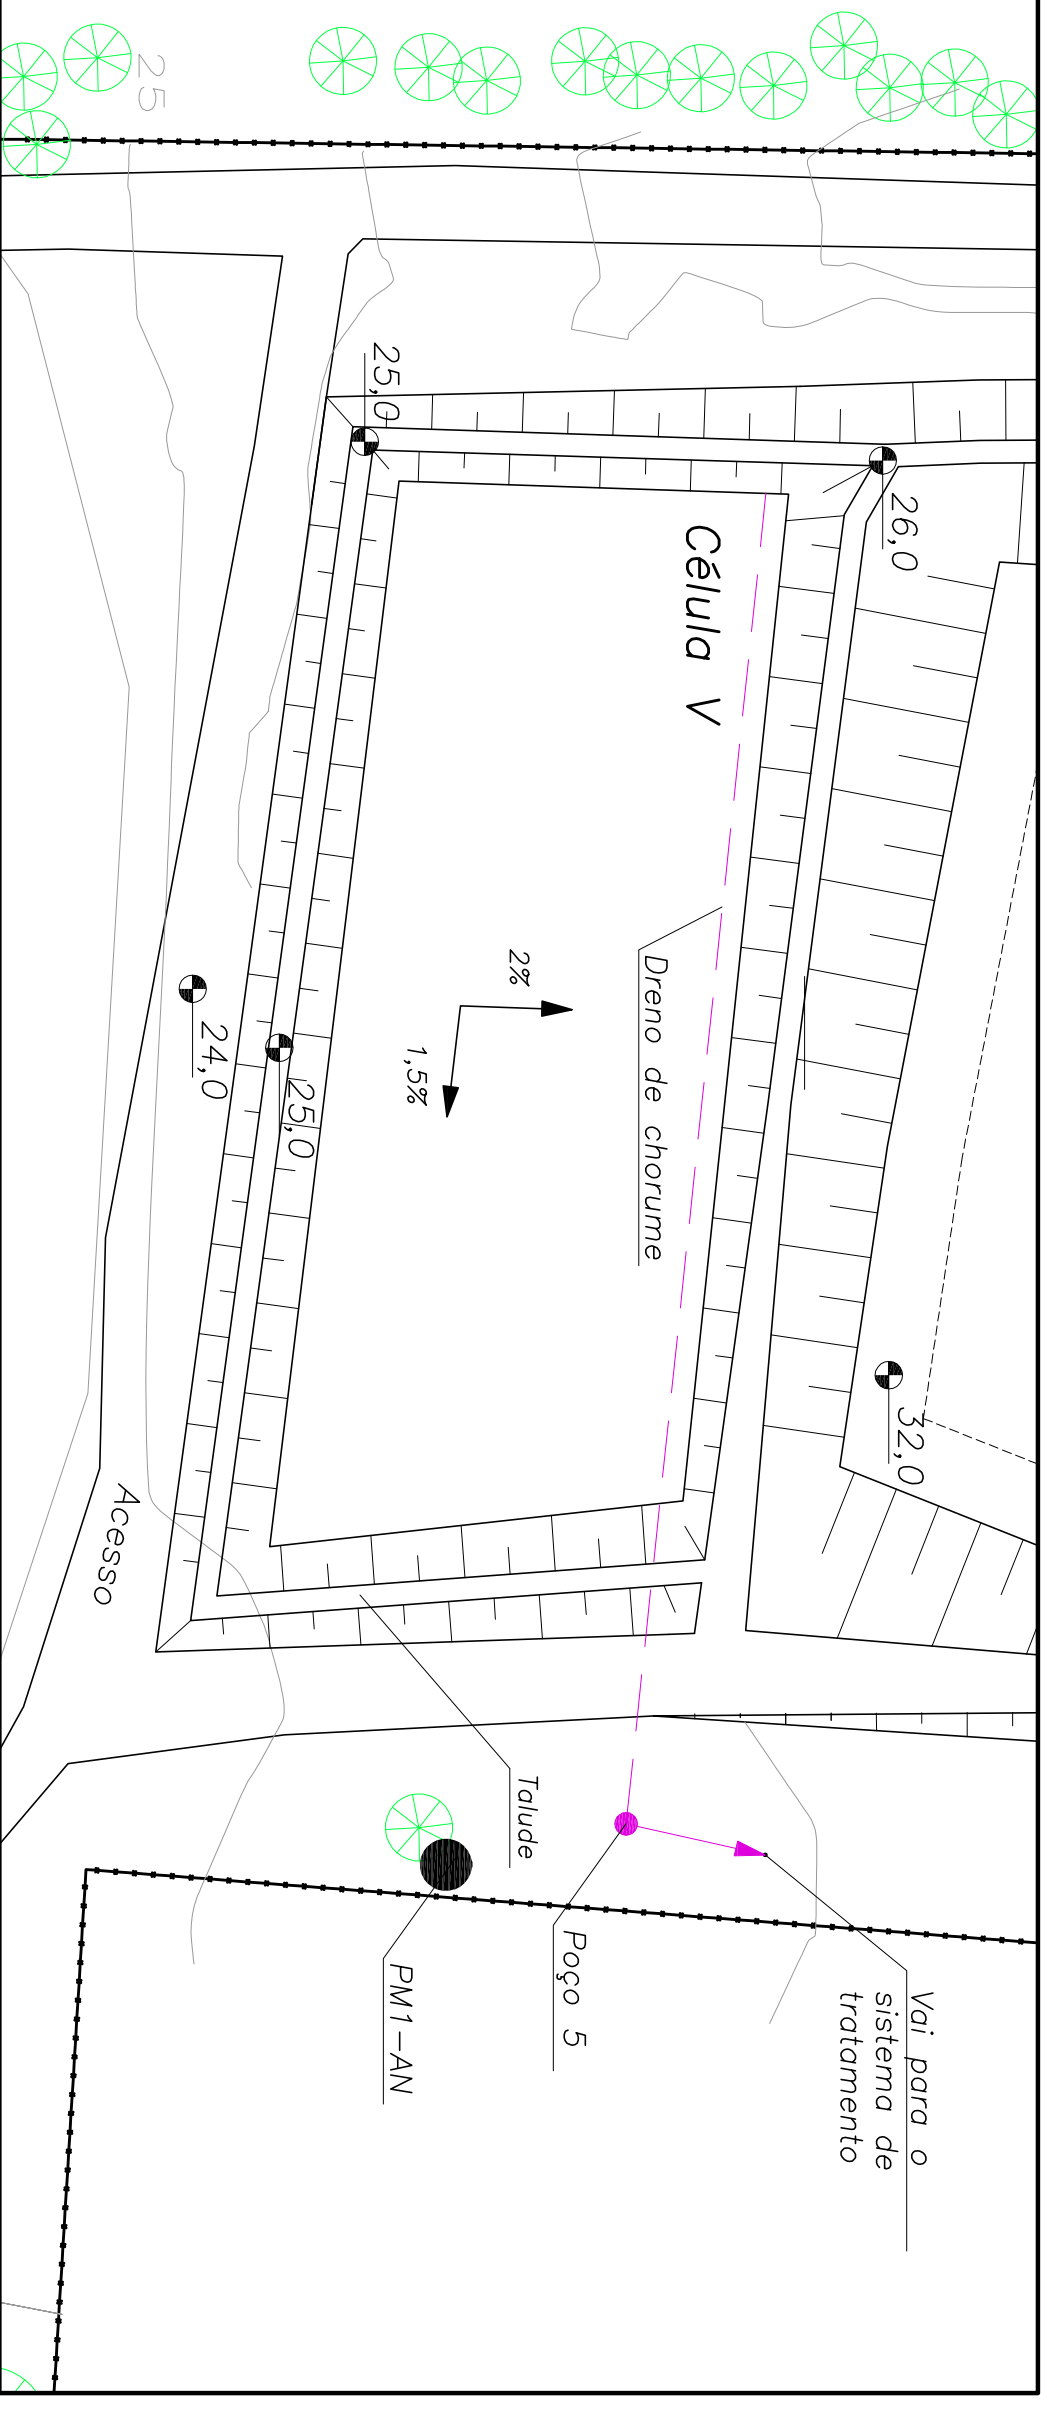 25
25,0
26,0
Célula V
Dreno de chorume
2%
1,5%
24,0
25,0
32,0
Acesso
Talude
Poço 5
PM1-AN
Vai para o
sistema de
tratamento